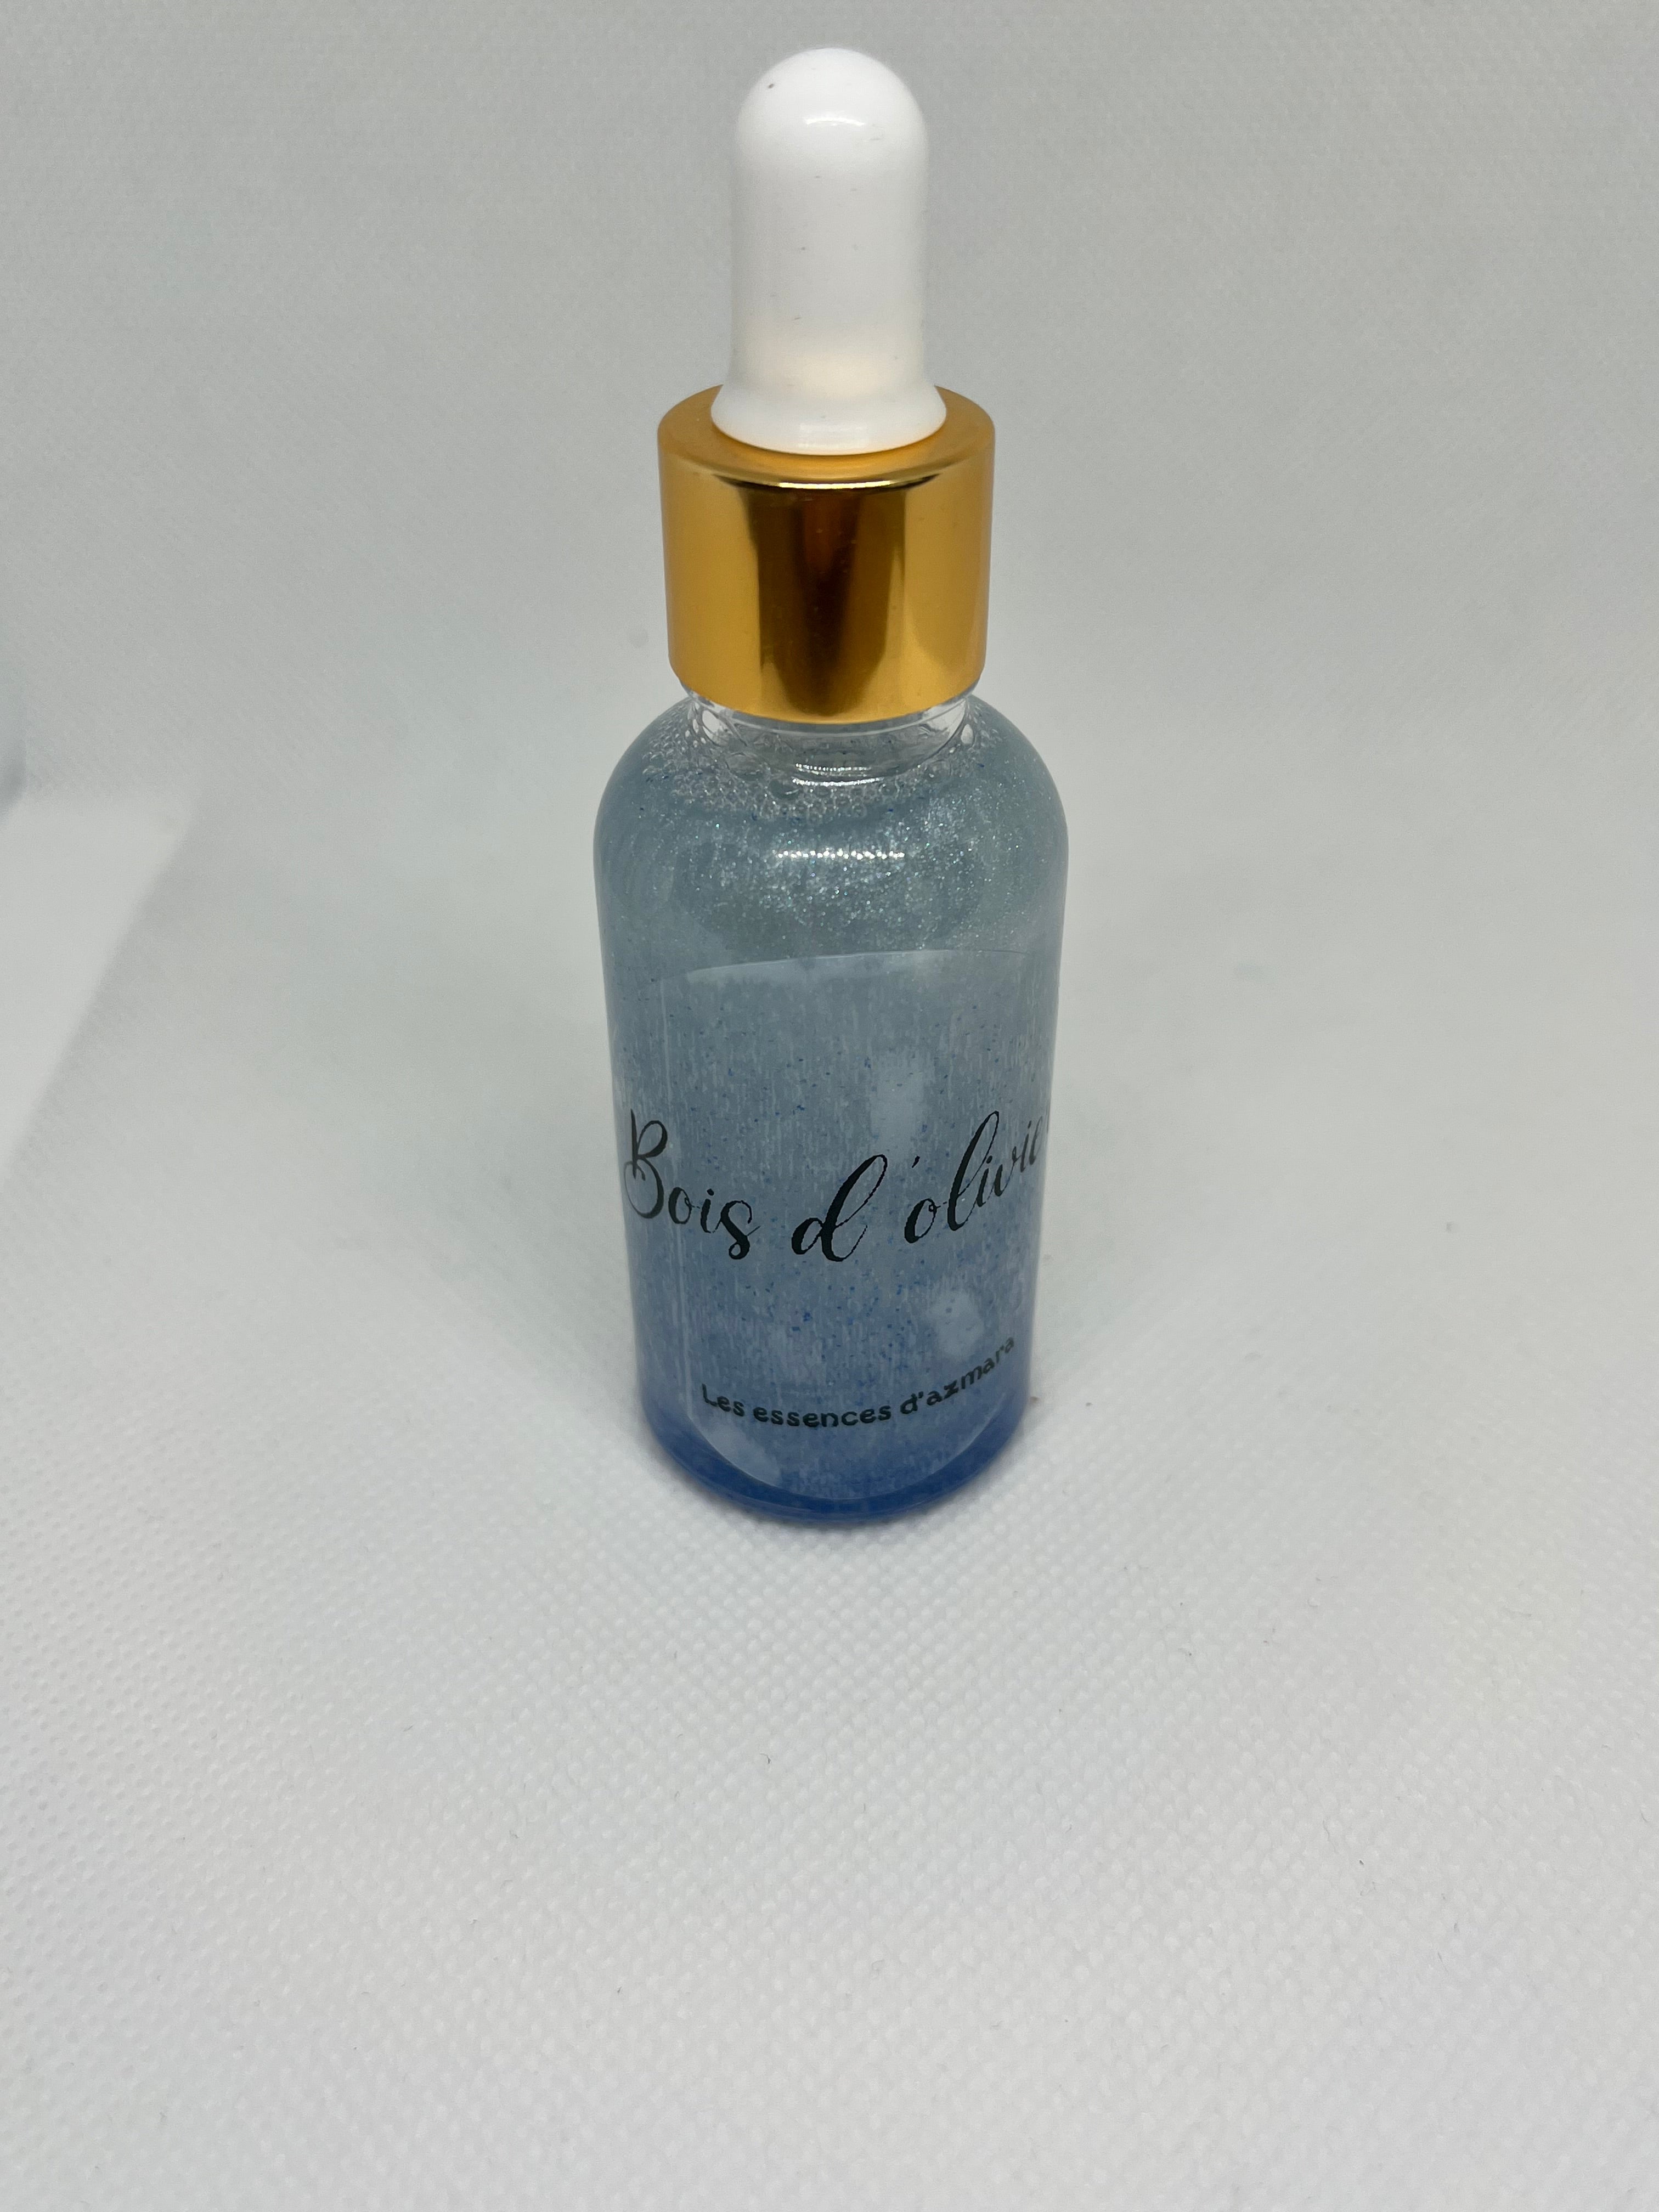 Bois d'olivie
Les essences d'azmara